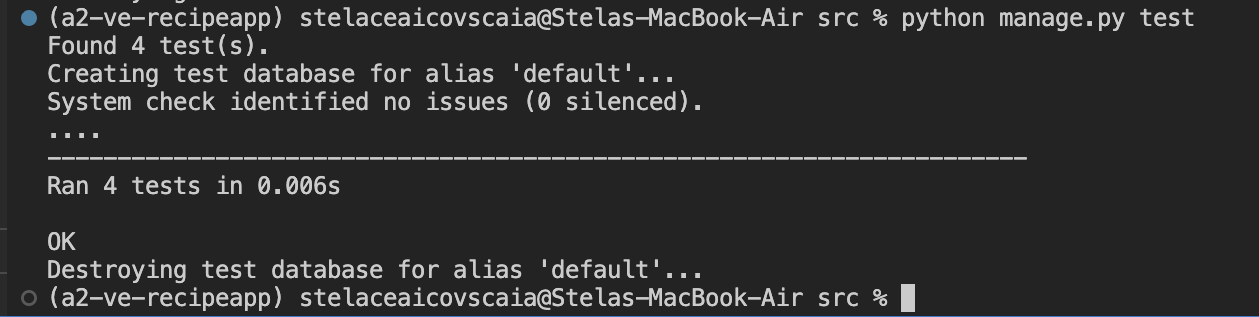 (a2-ve-recipeapp) stelaceaicovscaia@Stelas-MacBook-Air src % python manage.py test
Found 4 test(s).
Creating test database for alias 'default'...
System check identified no issues (0 silenced).
....
----------------------------------------------------------------------
Ran 4 tests in 0.006s
OK
Destroying test database for alias 'default'...
(a2-ve-recipeapp) stelaceaicovscaia@Stelas-MacBook-Air src %